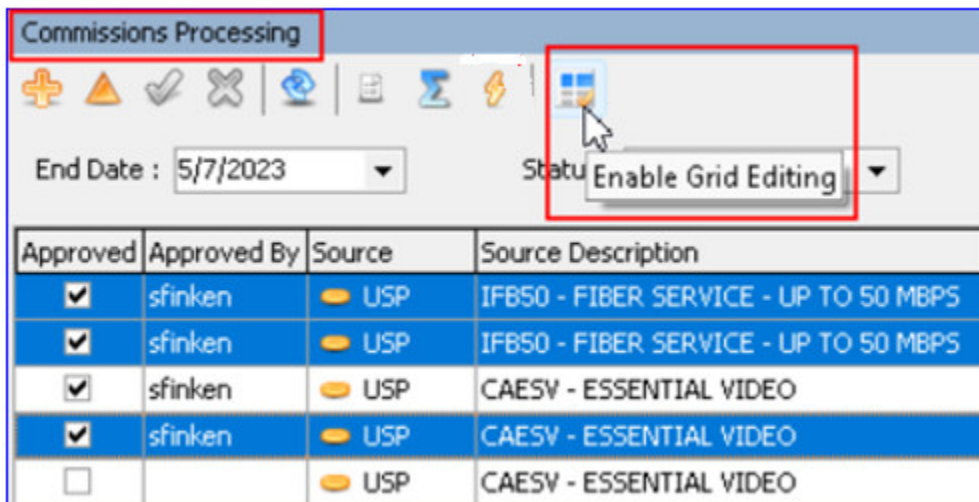 Commissions Processing
End Date : 5/7/2023 Statu
Enable Grid Editing
Approved Approved By Source Source Description
sfinken USP IFB50 - FIBER SERVICE - UP TO 50 MBPS
sfinken USP IFB50 - FIBER SERVICE - UP TO 50 MBPS
sfinken USP CAESV - ESSENTIAL VIDEO
sfinken USP CAESV - ESSENTIAL VIDEO
USP CAESV - ESSENTIAL VIDEO